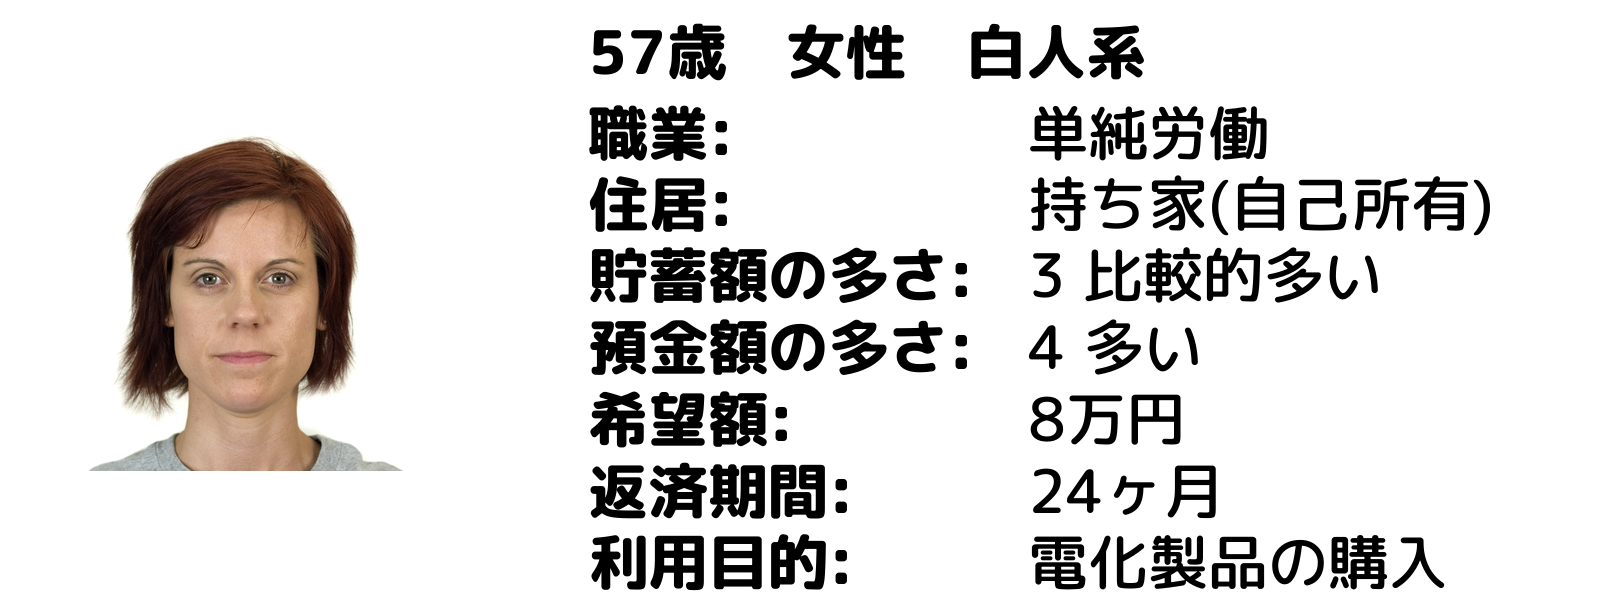 57歳　女性　白人系
職業: 単純労働
住居: 持ち家(自己所有)
貯蓄額の多さ: 3 比較的多い
預金額の多さ: 4 多い
希望額: 8万円
返済期間: 24ヶ月
利用目的: 電化製品の購入